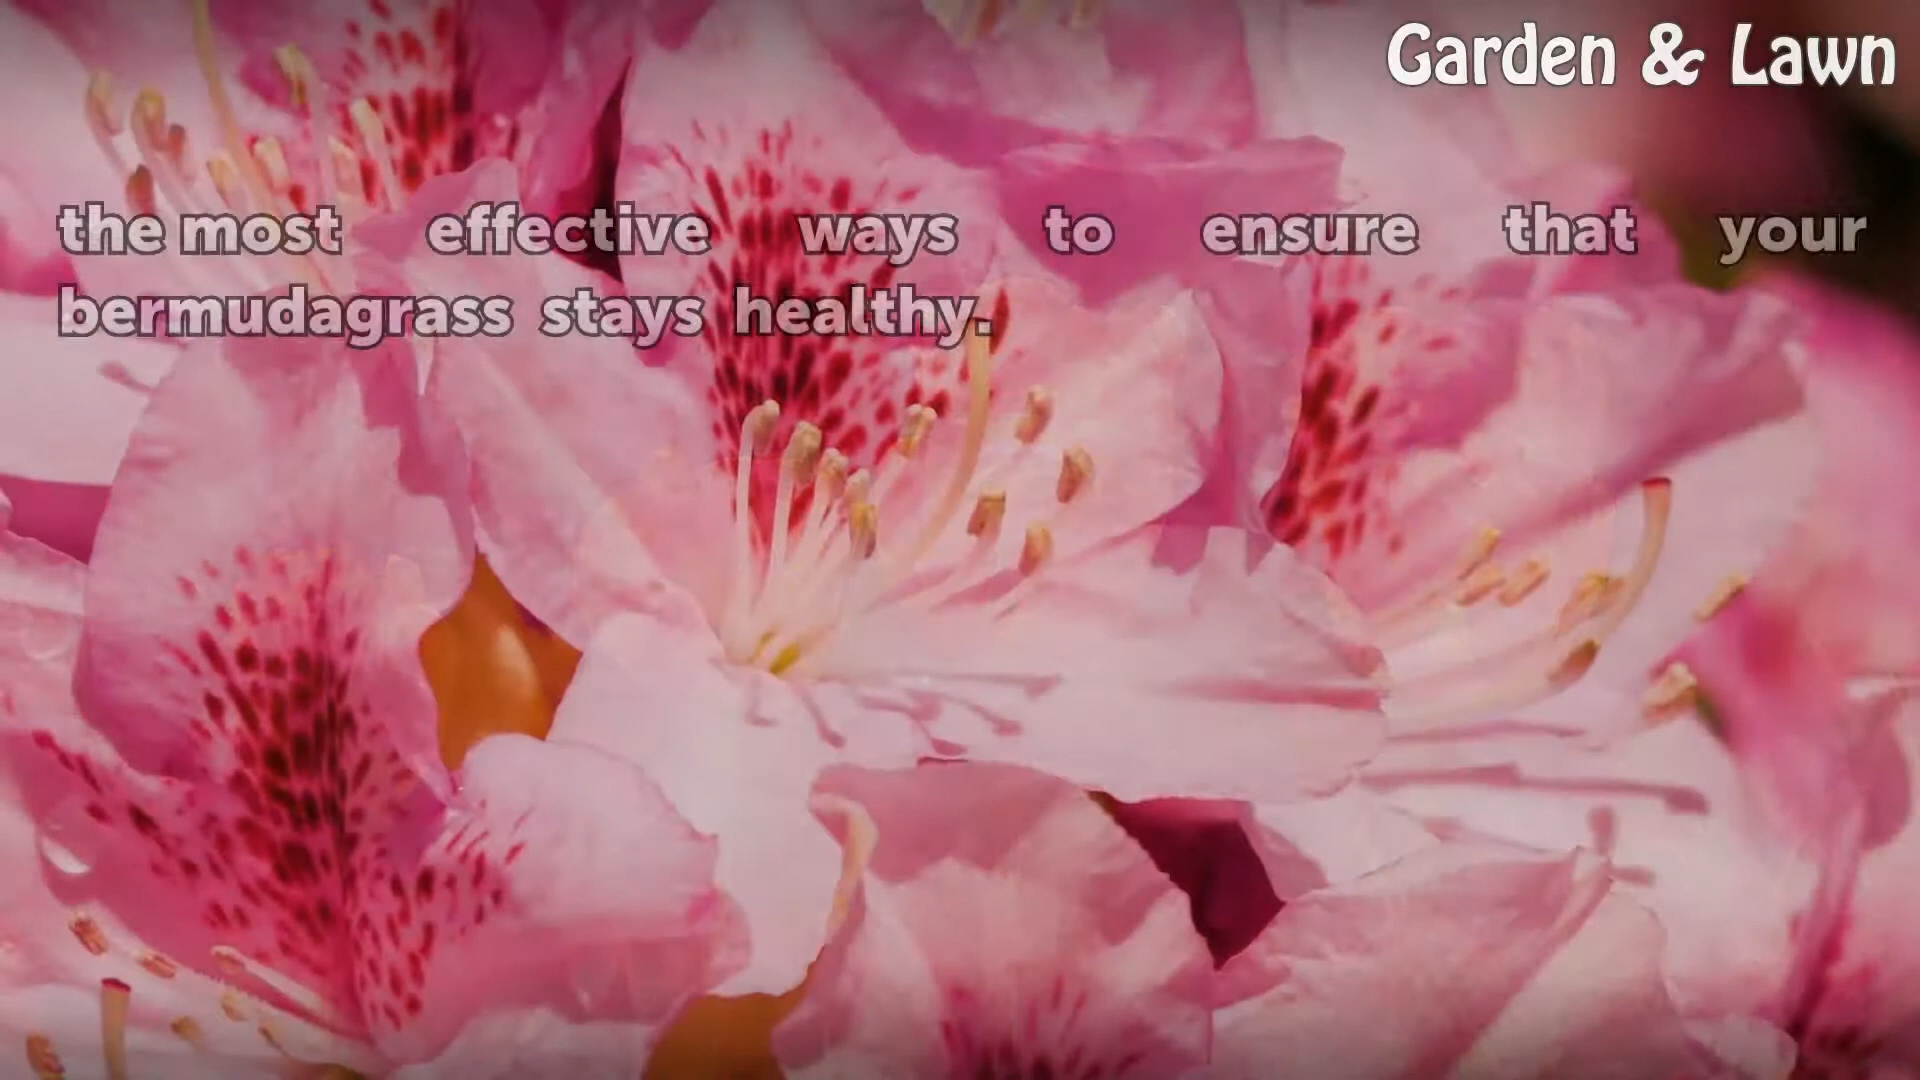 Garden & Lawn
the most effective ways to ensure that your
bermudagrass stays healthy.